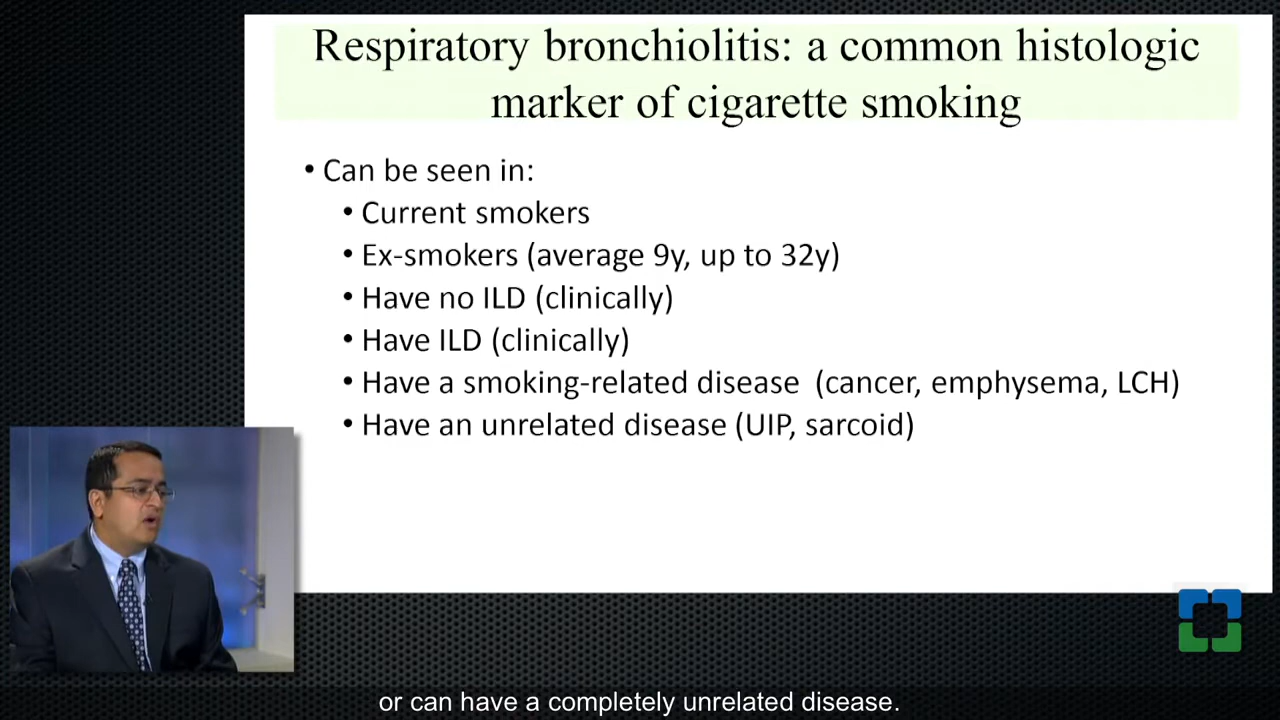 Respiratory bronchiolitis: a common histologic
marker of cigarette smoking
• Can be seen in:
• Current smokers
• Ex-smokers (average 9y, up to 32y)
• Have no ILD (clinically)
• Have ILD (clinically)
• Have a smoking-related disease (cancer, emphysema, LCH)
• Have an unrelated disease (UIP, sarcoid)
or can have a completely unrelated disease.